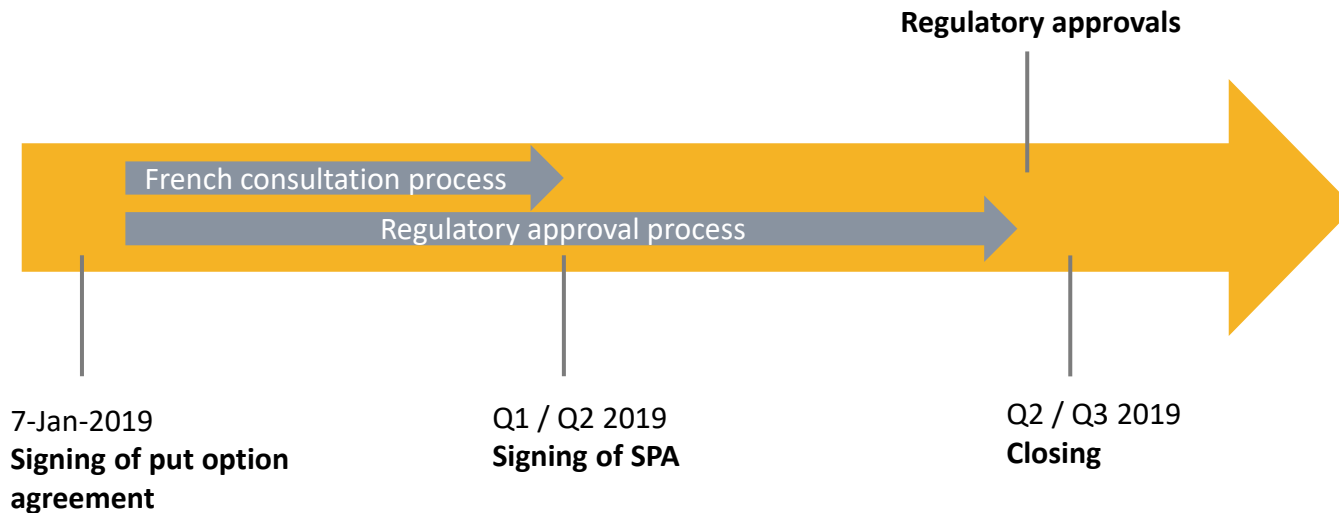 Regulatory approvals
French consultation process
Regulatory approval process
7-Jan-2019
Signing of put option
agreement
Q1 / Q2 2019
Signing of SPA
Q2 / Q3 2019
Closing